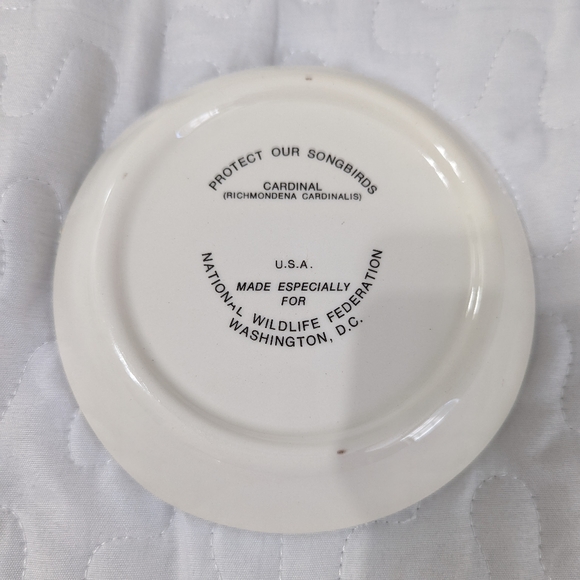 PROTECT OUR SONGBIRDS
CARDINAL
(RICHMONDENA CARDINALIS)
U.S.A.
MADE ESPECIALLY
FOR
NATIONAL WILDLIFE FEDERATION
WASHINGTON, D.C.